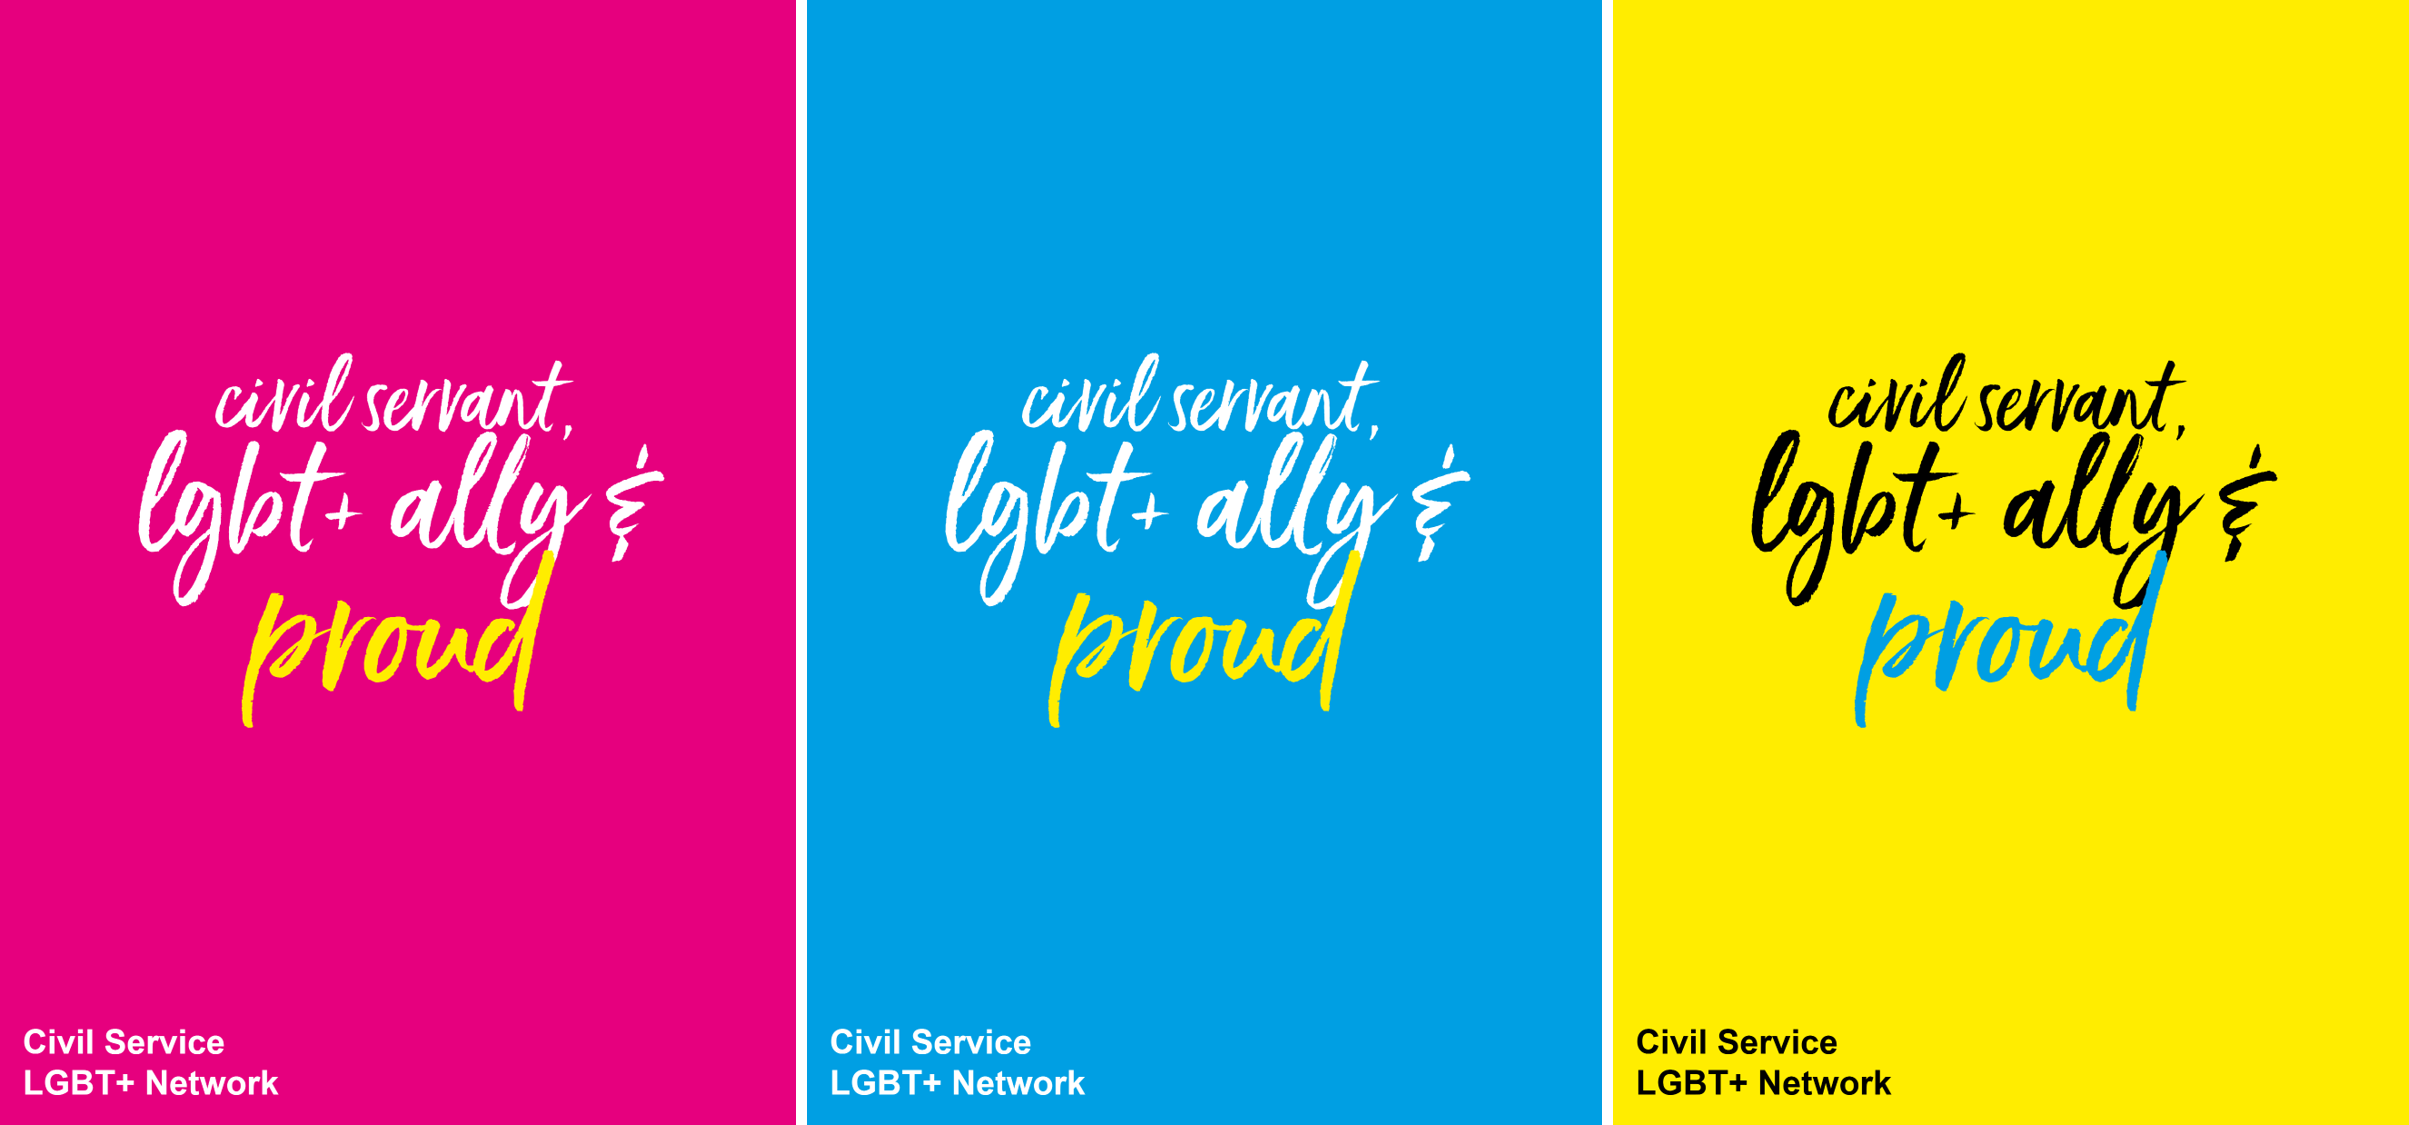 civil servant,
lgbt+ ally &
proud
Civil Service
LGBT+ Network
civil servant,
lgbt+ ally &
proud
Civil Service
LGBT+ Network
civil servant,
lgbt+ ally &
proud
Civil Service
LGBT+ Network